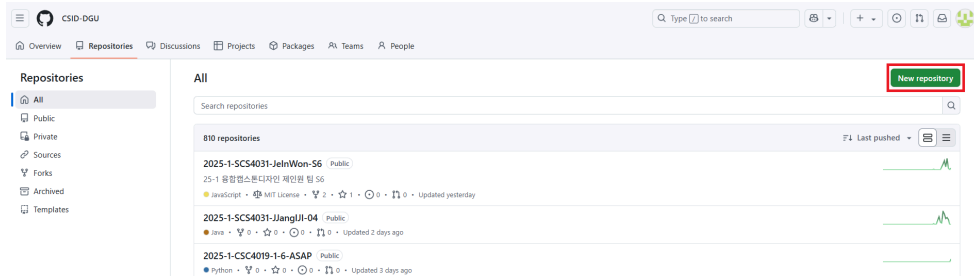 CSID-DGU
Type / to search
Overview
Repositories
Discussions
Projects
Packages
Teams
People
Repositories
All
Public
Private
Sources
Forks
Archived
Templates
All
New repository
Search repositories
810 repositories
Last pushed
2025-1-SCS4031-JeInWon-S6 Public
25-1 융합캡스톤디자인 제인원 팀 S6
JavaScript • MIT License • 2 • 1 • 0 • 0 • Updated yesterday
2025-1-SCS4031-JJangIJI-04 Public
Java • 0 • 0 • 0 • 0 • Updated 2 days ago
2025-1-CSC4019-1-6-ASAP Public
Python • 0 • 0 • 0 • 0 • Updated 3 days ago